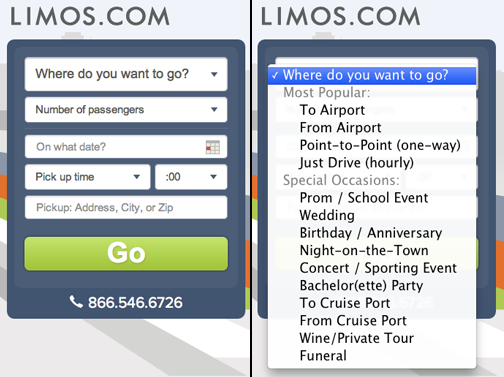 LIMOS.COM
Where do you want to go?
Number of passengers
On what date?
Pick up time
:00
Pickup: Address, City, or Zip
Go
866.546.6726
LIMOS.COM
✓ Where do you want to go?
Most Popular:
To Airport
From Airport
Point-to-Point (one-way)
Just Drive (hourly)
Special Occasions:
Prom / School Event
Wedding
Birthday / Anniversary
Night-on-the-Town
Concert / Sporting Event
Bachelor(ette) Party
To Cruise Port
From Cruise Port
Wine/Private Tour
Funeral